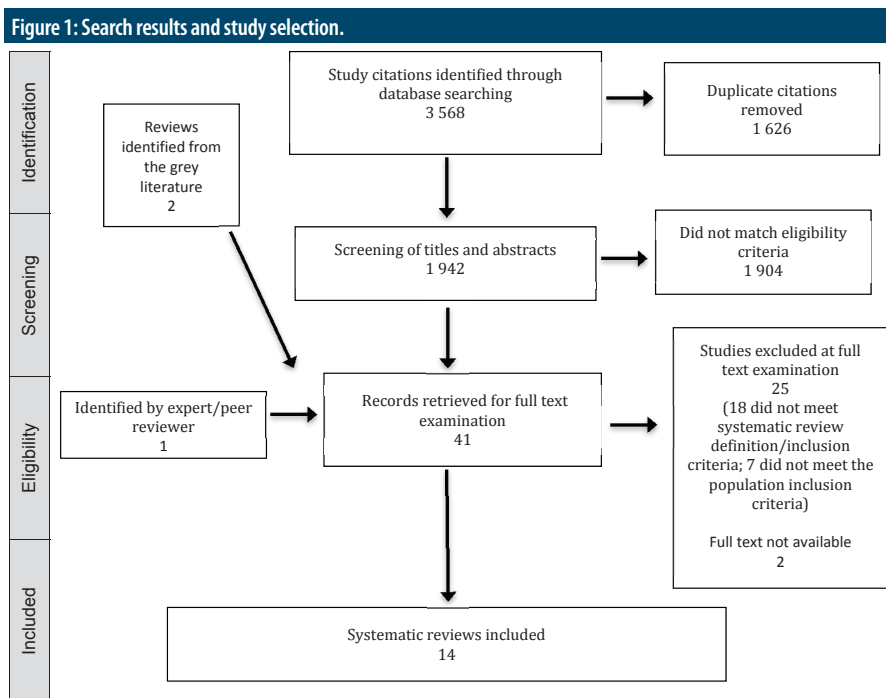 Figure 1: Search results and study selection.
Identification
Study citations identified through
database searching
3 568
Duplicate citations
removed
1 626
Reviews
identified from
the grey
literature
2
Screening
Screening of titles and abstracts
1 942
Did not match eligibility
criteria
1 904
Eligibility
Identified by expert/peer
reviewer
1
Records retrieved for full text
examination
41
Studies excluded at full
text examination
25
(18 did not meet
systematic review
definition/inclusion
criteria; 7 did not meet the
population inclusion
criteria)
Full text not available
2
Included
Systematic reviews included
14